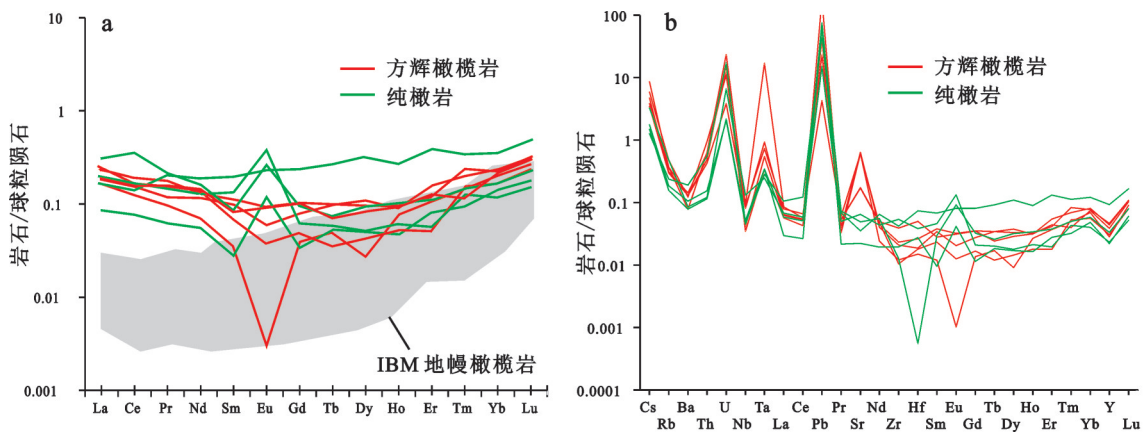 a
岩石/球粒陨石
10
1
0.1
0.01
0.001
方辉橄榄岩
纯橄岩
IBM 地幔橄榄岩
La Ce Pr Nd Sm Eu Gd Tb Dy Ho Er Tm Yb Lu
b
岩石/球粒陨石
100
10
1
0.1
0.01
0.001
0.0001
方辉橄榄岩
纯橄岩
Cs Ba U Ta Ce Pr Nd Hf Eu Tb Ho Tm Y
Rb Th Nb La Pb Sr Zr Sm Gd Dy Er Yb Lu